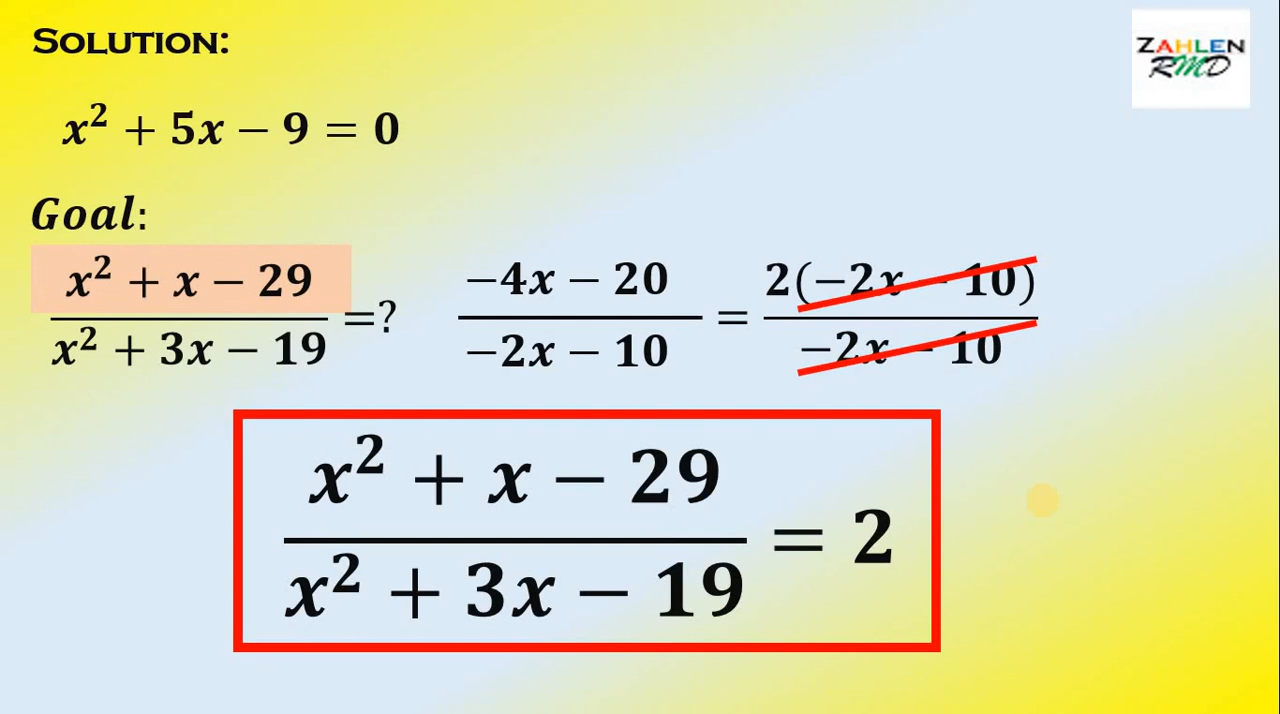 SOLUTION:
ZAHLEN
RMD
x² + 5x − 9 = 0
Goal:
x² + x − 29
x² + 3x − 19
=?
−4x − 20
−2x − 10
=
2(−2x − 10)
−2x − 10
x² + x − 29
x² + 3x − 19
= 2